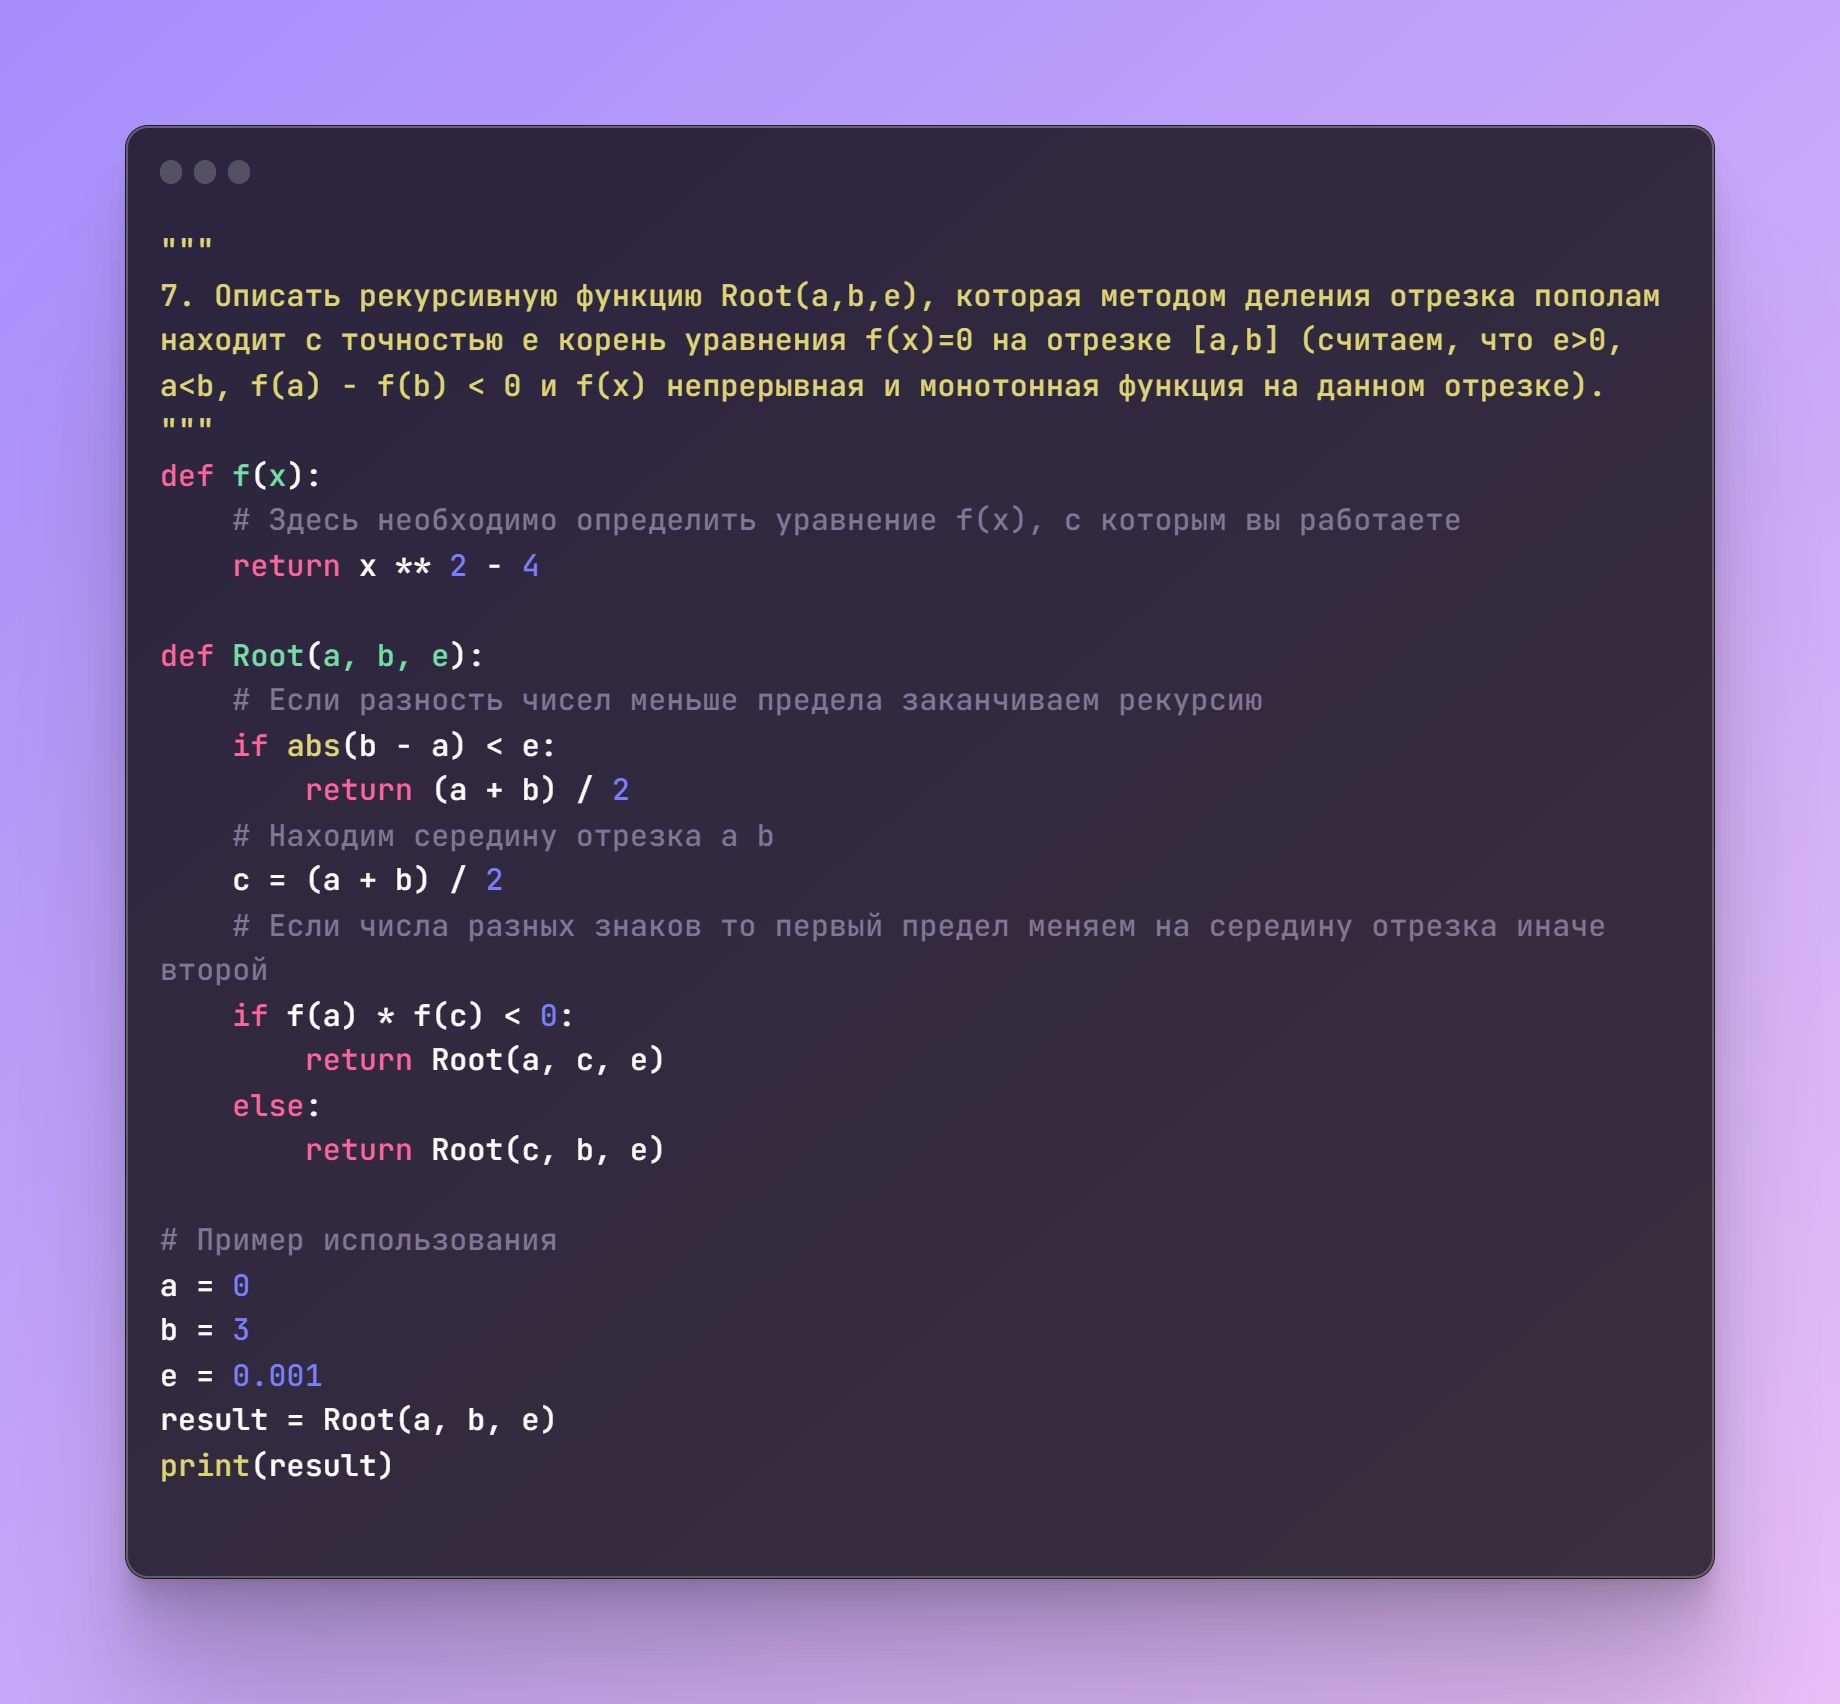 """
7. Описать рекурсивную функцию Root(a,b,e), которая методом деления отрезка пополам
находит с точностью e корень уравнения f(x)=0 на отрезке [a,b] (считаем, что e>0,
a<b, f(a) - f(b) < 0 и f(x) непрерывная и монотонная функция на данном отрезке).
"""
def f(x):
    # Здесь необходимо определить уравнение f(x), с которым вы работаете
    return x ** 2 - 4

def Root(a, b, e):
    # Если разность чисел меньше предела заканчиваем рекурсию
    if abs(b - a) < e:
        return (a + b) / 2
    # Находим середину отрезка a b
    c = (a + b) / 2
    # Если числа разных знаков то первый предел меняем на середину отрезка иначе
второй
    if f(a) * f(c) < 0:
        return Root(a, c, e)
    else:
        return Root(c, b, e)

# Пример использования
a = 0
b = 3
e = 0.001
result = Root(a, b, e)
print(result)